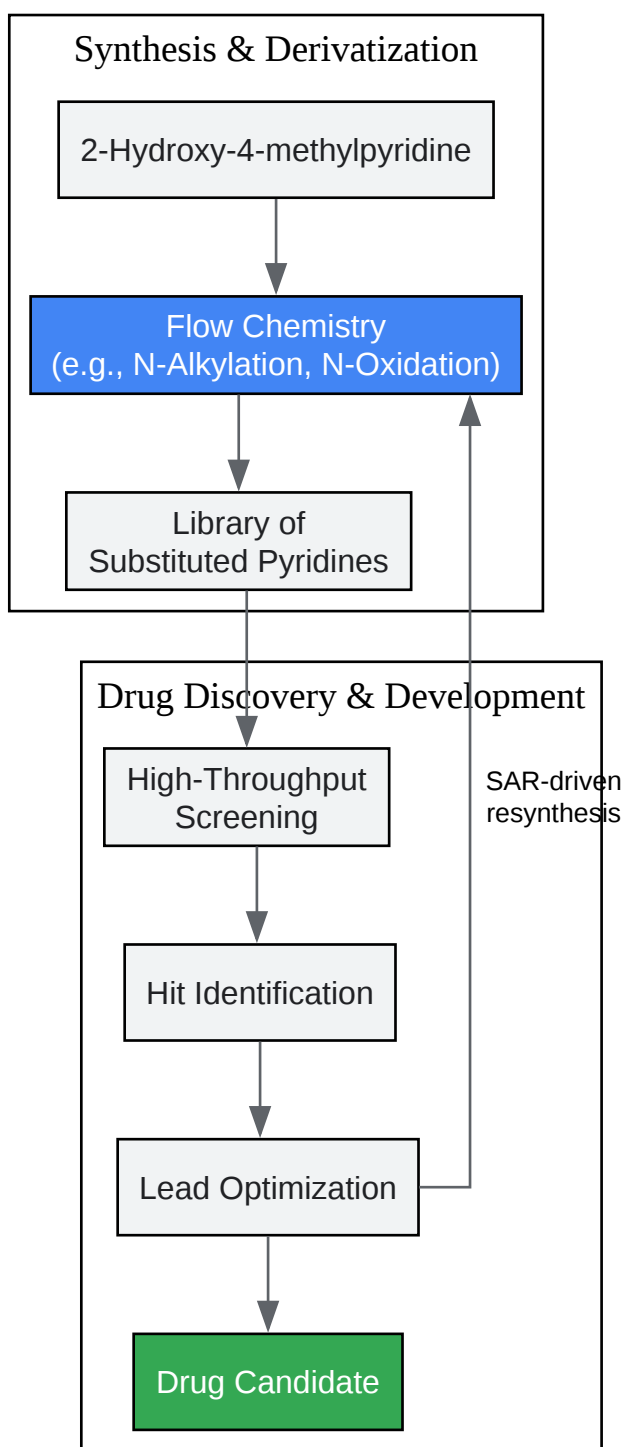 Synthesis & Derivatization
2-Hydroxy-4-methylpyridine
Flow Chemistry
(e.g., N-Alkylation, N-Oxidation)
Library of
Substituted Pyridines
Drug Discovery & Development
High-Throughput
Screening
SAR-driven
resynthesis
Hit Identification
Lead Optimization
Drug Candidate